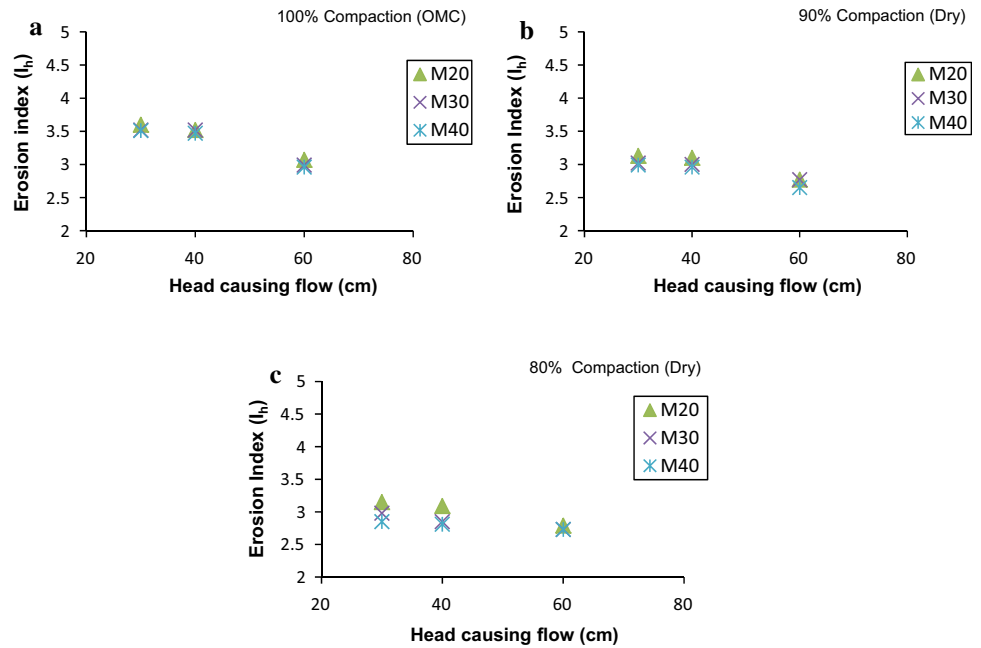 a
100% Compaction (OMC)
5
4.5
4
3.5
3
2.5
2
20
40
60
80
Erosion index (Ih)
Head causing flow (cm)
M20
M30
M40
b
90% Compaction (Dry)
5
4.5
4
3.5
3
2.5
2
20
40
60
80
Erosion Index (Ih)
Head causing flow (cm)
M20
M30
M40
c
80% Compaction (Dry)
5
4.5
4
3.5
3
2.5
2
20
40
60
80
Erosion Index (Ih)
Head causing flow (cm)
M20
M30
M40